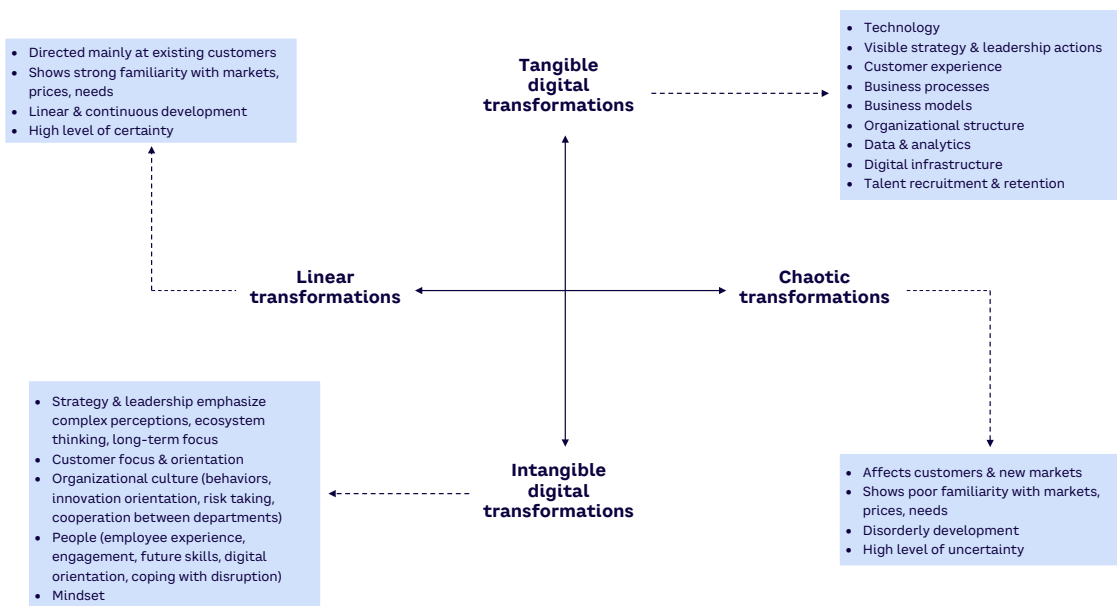 • Directed mainly at existing customers
• Shows strong familiarity with markets,
prices, needs
• Linear & continuous development
• High level of certainty
Tangible
digital
transformations
• Technology
• Visible strategy & leadership actions
• Customer experience
• Business processes
• Business models
• Organizational structure
• Data & analytics
• Digital infrastructure
• Talent recruitment & retention
Linear
transformations
Chaotic
transformations
• Strategy & leadership emphasize
complex perceptions, ecosystem
thinking, long-term focus
• Customer focus & orientation
• Organizational culture (behaviors,
innovation orientation, risk taking,
cooperation between departments)
• People (employee experience,
engagement, future skills, digital
orientation, coping with disruption)
• Mindset
Intangible
digital
transformations
• Affects customers & new markets
• Shows poor familiarity with markets,
prices, needs
• Disorderly development
• High level of uncertainty